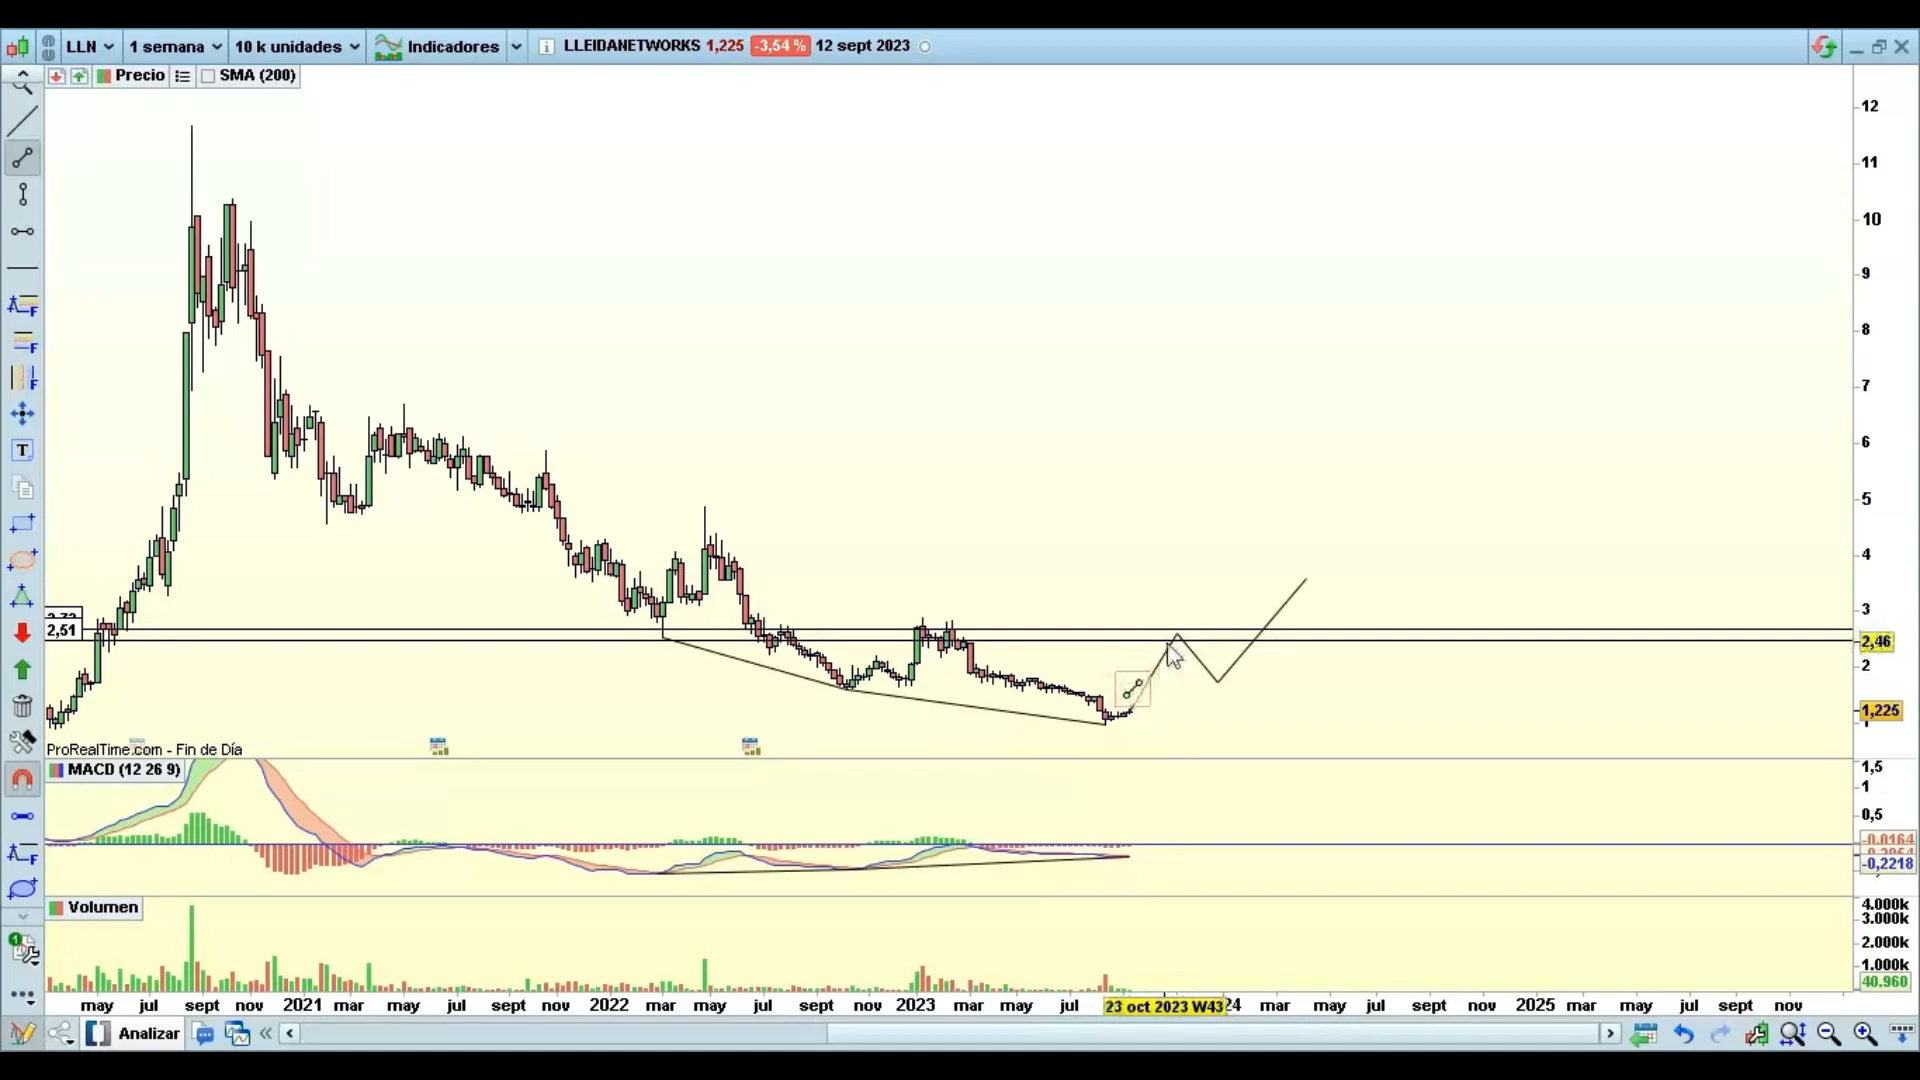 LLN 1 semana 10 k unidades Indicadores LLEIDANETWORKS 1,225 -3,54 % 12 sept 2023
Precio SMA (200)
12
11
10
9
8
7
6
5
4
3
2,51
2,46
2
1,225
ProRealTime.com - Fin de Día
MACD (12 26 9)
1,5
1
0,5
-0,0164
-0,2218
Volumen
4.000k
3.000k
2.000k
1.000k
40.960
may jul sept nov 2021 mar may jul sept nov 2022 mar may jul sept nov 2023 mar may jul 23 oct 2023 W43 24 mar may jul sept nov 2025 mar may jul sept nov
Analizar